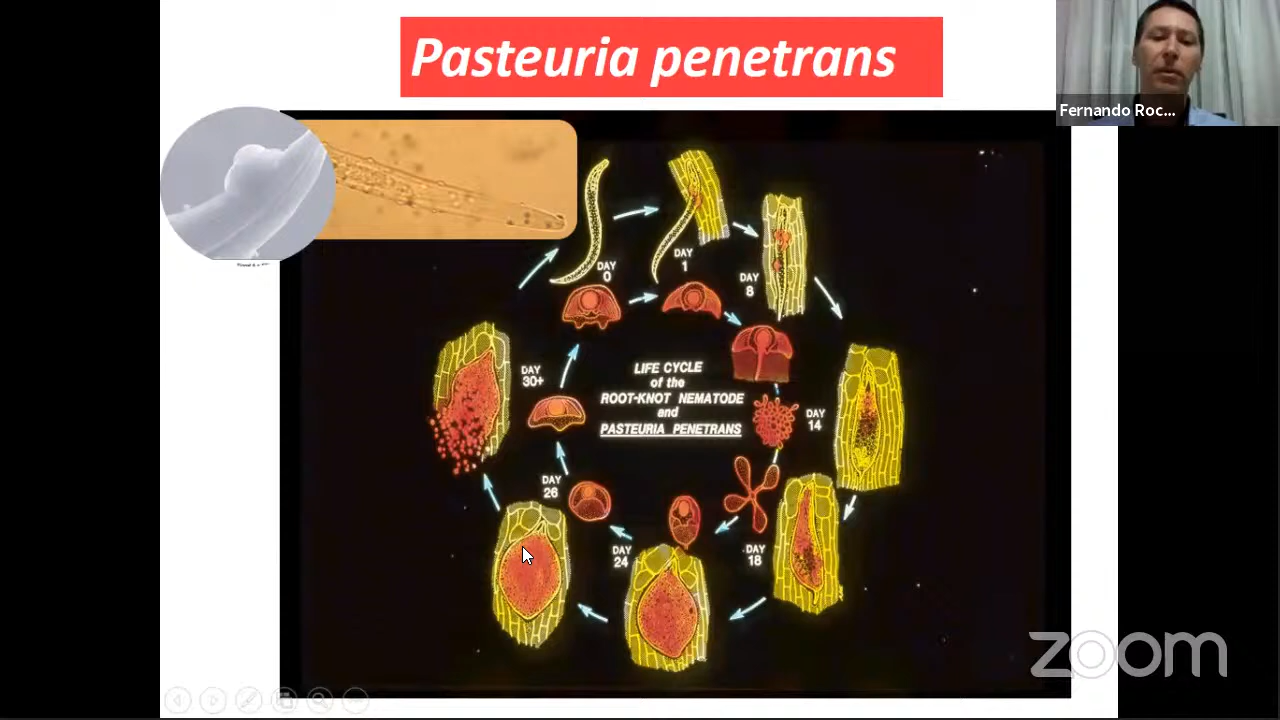 Pasteuria penetrans
Fernando Roc...
DAY
0
DAY
1
DAY
8
DAY
14
DAY
18
DAY
24
DAY
26
DAY
30+
LIFE CYCLE
of the
ROOT-KNOT NEMATODE
and
PASTEURIA PENETRANS
zoom